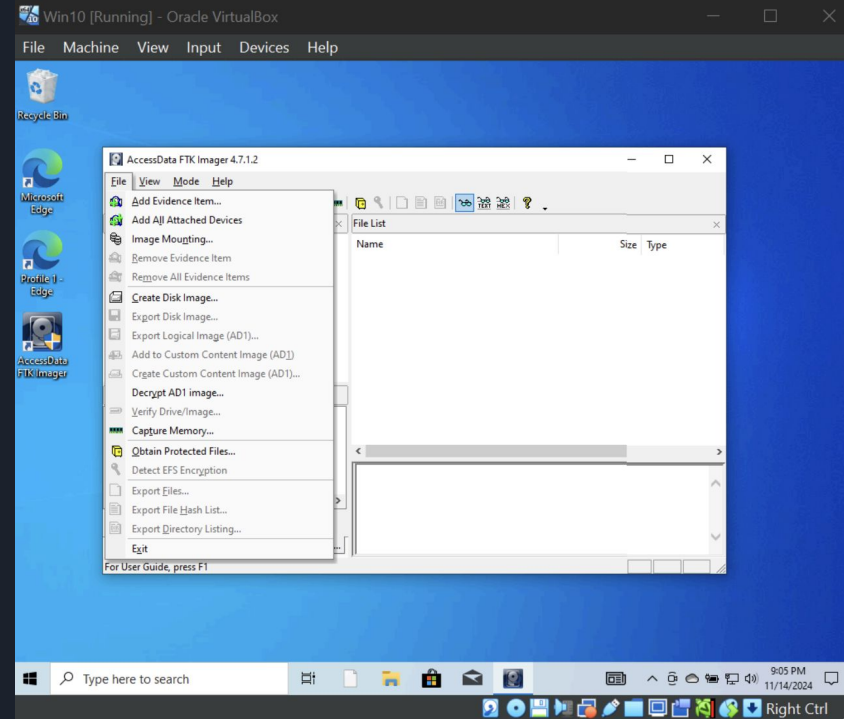 Win10 [Running] - Oracle VirtualBox
File Machine View Input Devices Help
Recycle Bin
Microsoft
Edge
Profile 1 -
Edge
AccessData
FTK Imager
AccessData FTK Imager 4.7.1.2
File View Mode Help
Add Evidence Item...
Add All Attached Devices
Image Mounting...
Remove Evidence Item
Remove All Evidence Items
Create Disk Image...
Export Disk Image...
Export Logical Image (AD1)...
Add to Custom Content Image (AD1)
Create Custom Content Image (AD1)...
Decrypt AD1 image...
Verify Drive/Image...
Capture Memory...
Obtain Protected Files...
Detect EFS Encryption
Export Files...
Export File Hash List...
Export Directory Listing...
Exit
TEXT HEX
File List
Name Size Type
...
For User Guide, press F1
Type here to search
9:05 PM
11/14/2024
Right Ctrl